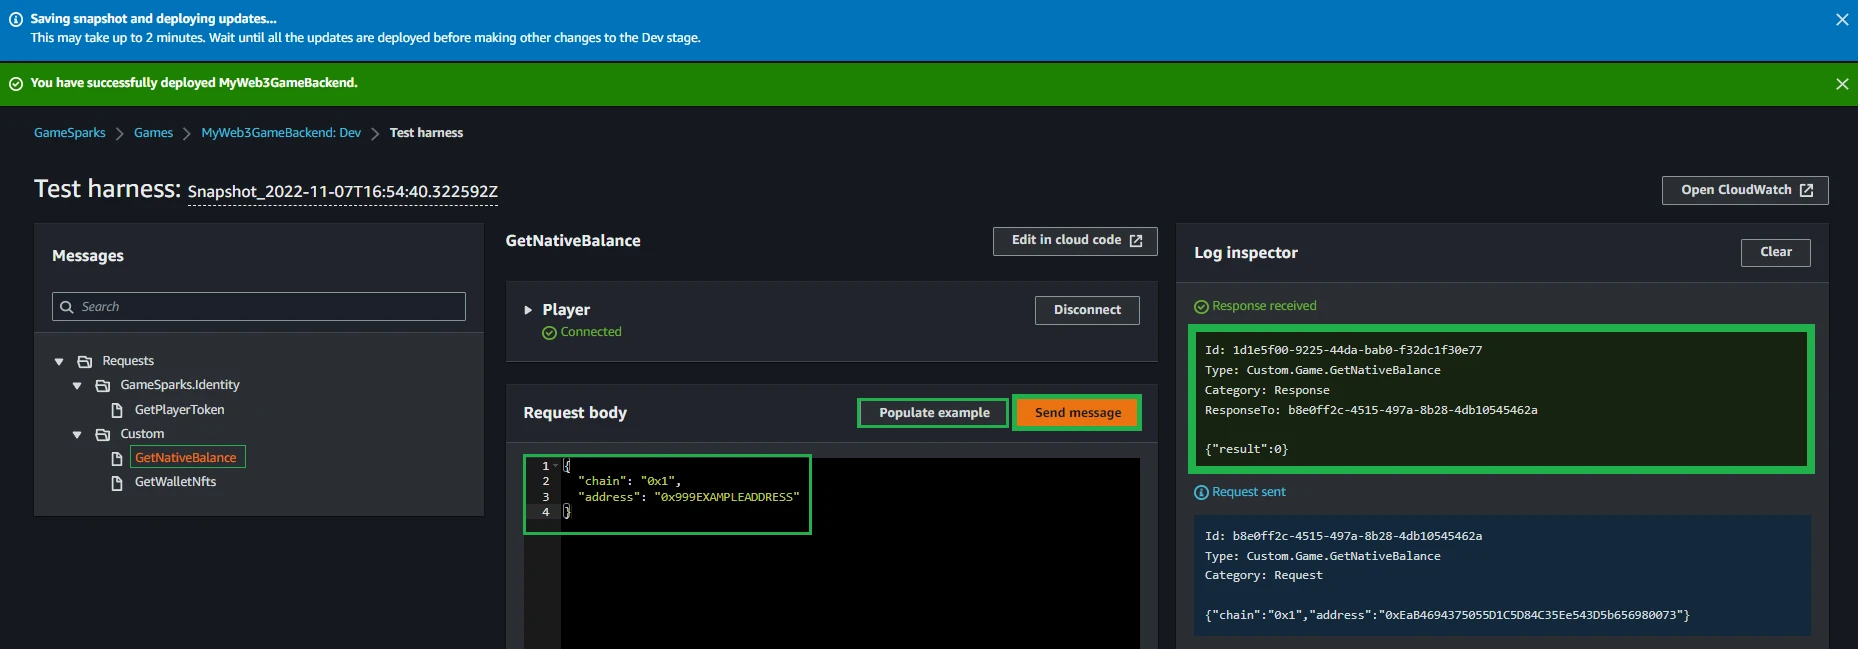 Saving snapshot and deploying updates...
This may take up to 2 minutes. Wait until all the updates are deployed before making other changes to the Dev stage.
You have successfully deployed MyWeb3GameBackend.
GameSparks > Games > MyWeb3GameBackend: Dev > Test harness
Test harness: Snapshot_2022-11-07T16:54:40.322592Z
Open CloudWatch
Messages
Search
Requests
GameSparks.Identity
GetPlayerToken
Custom
GetNativeBalance
GetWalletNfts
GetNativeBalance
Edit in cloud code
Player
Connected
Disconnect
Request body
Populate example
Send message
1 {
2 "chain": "0x1",
3 "address": "0x999EXAMPLEADDRESS"
4 }
Log inspector
Clear
Response received
Id: 1d1e5f00-9225-44da-bab0-f32dc1f30e77
Type: Custom.Game.GetNativeBalance
Category: Response
ResponseTo: b8e0ff2c-4515-497a-8b28-4db10545462a
{"result":0}
Request sent
Id: b8e0ff2c-4515-497a-8b28-4db10545462a
Type: Custom.Game.GetNativeBalance
Category: Request
{"chain":"0x1","address":"0xEaB4694375055D1C5D84C35Ee543D5b656980073"}